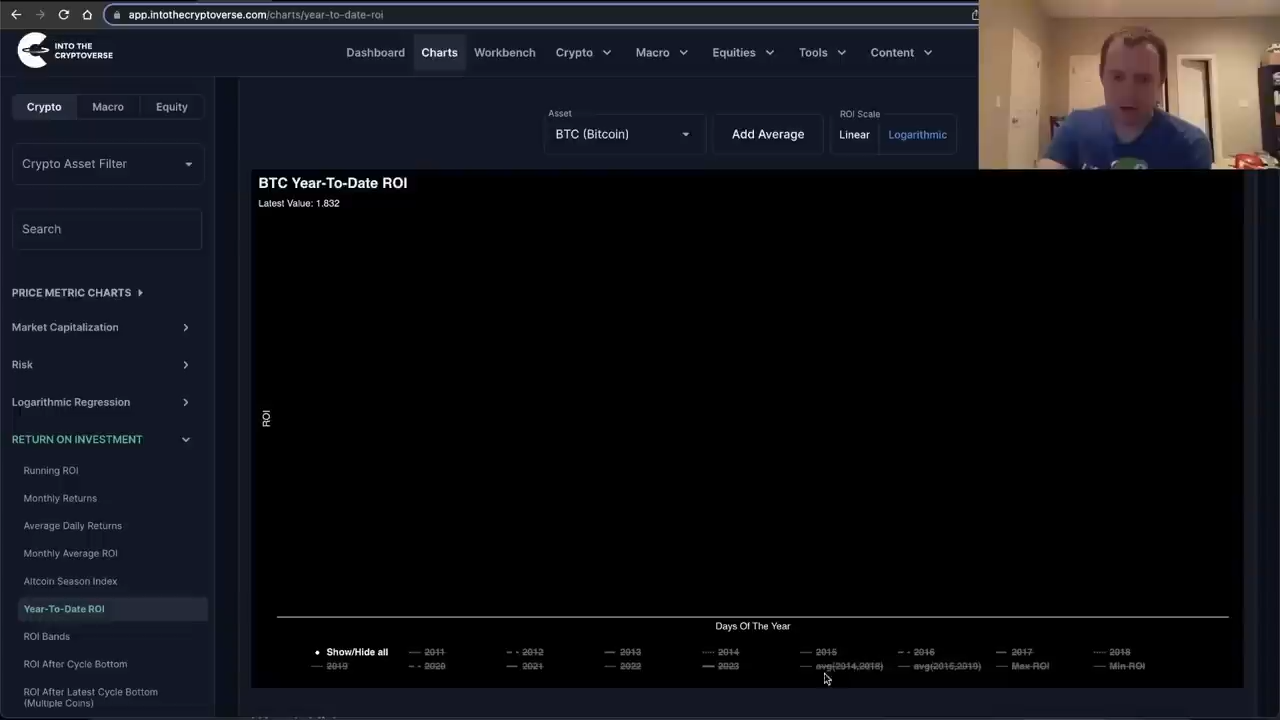 app.intothecryptoverse.com/charts/year-to-date-roi
INTO THE
CRYPTOVERSE
Dashboard Charts Workbench Crypto Macro Equities Tools Content
Crypto Macro Equity
Crypto Asset Filter
Search
PRICE METRIC CHARTS
Market Capitalization
Risk
Logarithmic Regression
RETURN ON INVESTMENT
Running ROI
Monthly Returns
Average Daily Returns
Monthly Average ROI
Altcoin Season Index
Year-To-Date ROI
ROI Bands
ROI After Cycle Bottom
ROI After Latest Cycle Bottom
(Multiple Coins)
Asset
BTC (Bitcoin)
Add Average
ROI Scale
Linear Logarithmic
BTC Year-To-Date ROI
Latest Value: 1.832
ROI
Days Of The Year
Show/Hide all 2011 2012 2013 2014 2015 2016 2017 2018
2019 2020 2021 2022 2023 avg(2014,2018) avg(2015,2019) Max ROI Min ROI